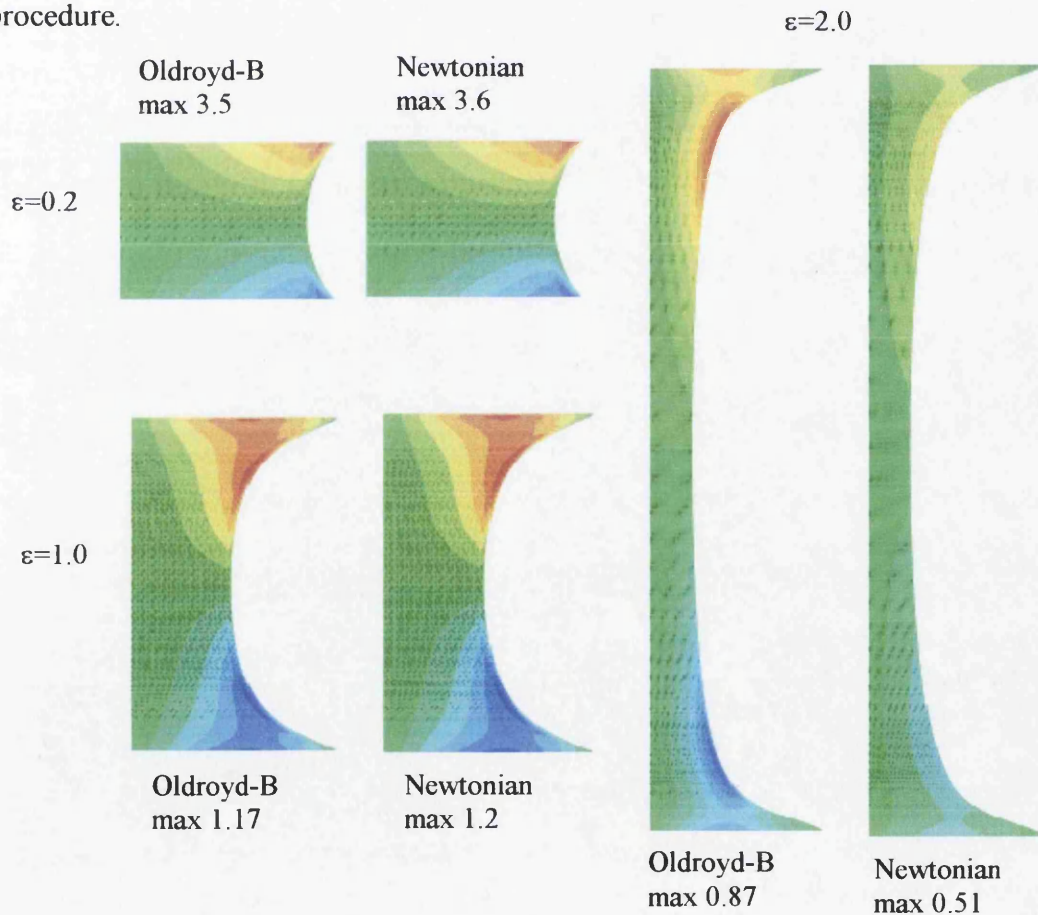 procedure.
ε=2.0
Oldroyd-B
max 3.5
Newtonian
max 3.6
ε=0.2
ε=1.0
Oldroyd-B
max 1.17
Newtonian
max 1.2
Oldroyd-B
max 0.87
Newtonian
max 0.51